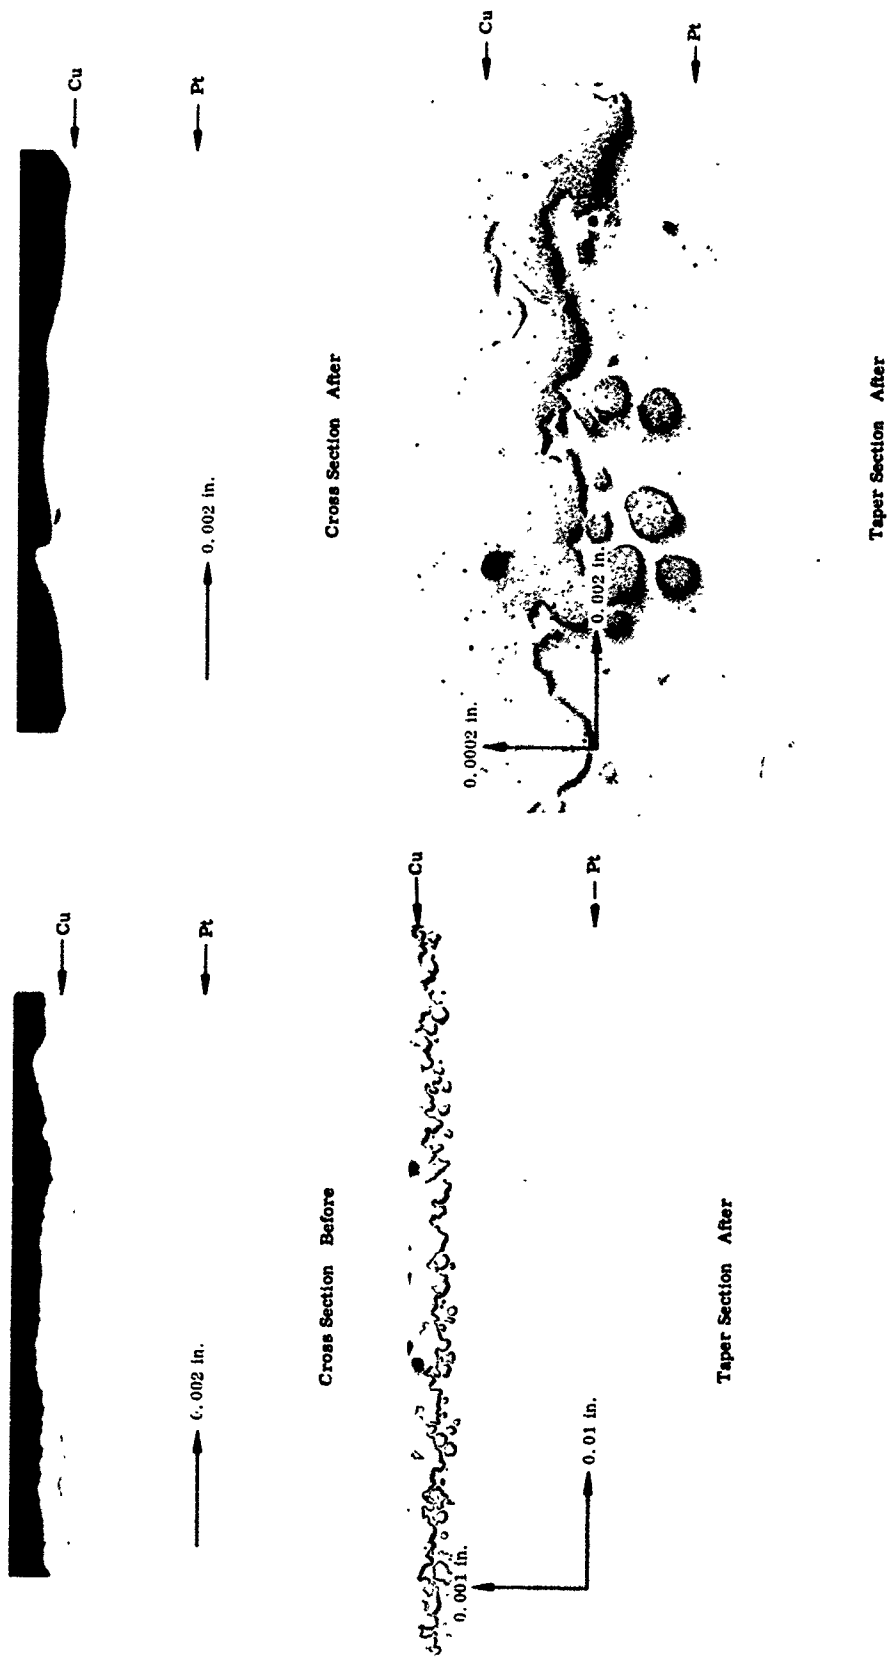 ← Cu
← Pt
0.002 in.
Cross Section Before
← Cu
← Pt
0.002 in.
Cross Section After
← Cu
← Pt
0.001 in.
0.01 in.
Taper Section After
← Cu
← Pt
0.0002 in.
0.002 in.
Taper Section After